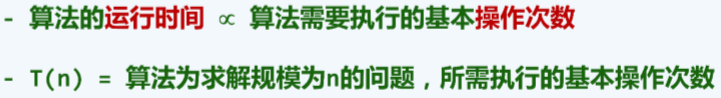 - 算法的运行时间 ∝ 算法需要执行的基本操作次数
- T(n) = 算法为求解规模为n的问题，所需执行的基本操作次数